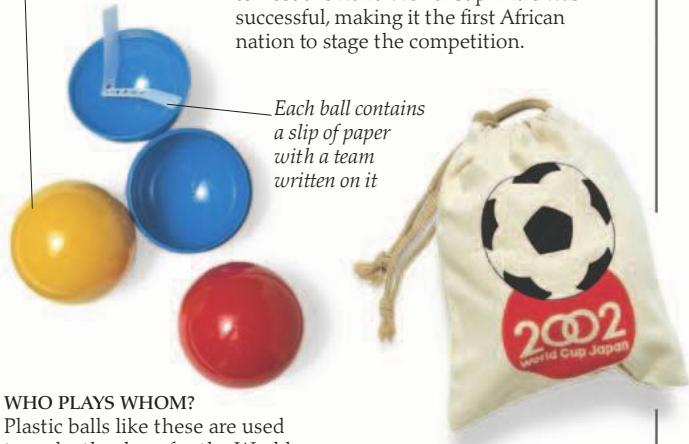 successful, making it the first African
nation to stage the competition.
Each ball contains
a slip of paper
with a team
written on it
2002
World Cup Japan
WHO PLAYS WHOM?
Plastic balls like these are used